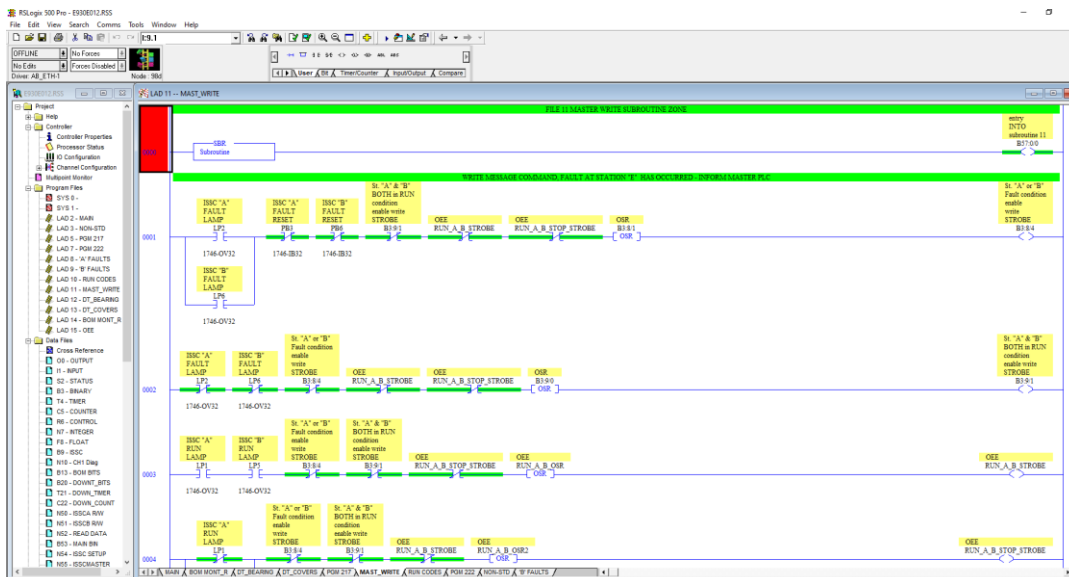 RSLogix 500 Pro - E930E012.RSS
File Edit View Search Comms Tools Window Help
I:9.1
OFFLINE No Forces
No Edits Forces Disabled
Driver: AB_ETH-1 Node : 98d
User Bit Timer/Counter Input/Output Compare
E930E012.RSS
LAD 11 -- MAST_WRITE
Project
Help
Controller
Controller Properties
Processor Status
IO Configuration
Channel Configuration
Multipoint Monitor
Program Files
SYS 0 -
SYS 1 -
LAD 2 - MAIN
LAD 3 - NON-STD
LAD 5 - PGM 217
LAD 7 - PGM 222
LAD 8 - 'A' FAULTS
LAD 9 - 'B' FAULTS
LAD 10 - RUN CODES
LAD 11 - MAST_WRITE
LAD 12 - DT_BEARING
LAD 13 - DT_COVERS
LAD 14 - BOM MONT_R
LAD 15 - OEE
Data Files
Cross Reference
O0 - OUTPUT
I1 - INPUT
S2 - STATUS
B3 - BINARY
T4 - TIMER
C5 - COUNTER
R6 - CONTROL
N7 - INTEGER
F8 - FLOAT
B9 - ISSC
N10 - CH1 Diag
B13 - BOM BITS
B20 - DOWNT_BITS
T21 - DOWN_TIMER
C22 - DOWN_COUNT
N50 - ISSCA R/W
N51 - ISSCB R/W
N52 - READ DATA
B53 - MAIN BIN
N54 - ISSC SETUP
N55 - ISSCMASTER
FILE 11 MASTER WRITE SUBROUTINE ZONE
entry
INTO
subroutine 11
B57:0/0
0000
SBR
Subroutine
WRITE MESSAGE COMMAND, FAULT AT STATION "E" HAS OCCURRED - INFORM MASTER PLC
St. "A" & "B"
BOTH in RUN
condition
enable write
STROBE
B3:9/1
St. "A" or "B"
Fault condition
enable
write
STROBE
B3:8/4
ISSC "A"
FAULT
LAMP
LP2
ISSC "A"
FAULT
RESET
PB3
ISSC "B"
FAULT
RESET
PB6
OEE
RUN_A_B_STROBE
OEE
RUN_A_B_STOP_STROBE
OSR
B3:8/1
OSR
0001
1746-OV32 1746-IB32 1746-IB32
ISSC "B"
FAULT
LAMP
LP6
1746-OV32
ISSC "A"
FAULT
LAMP
LP2
ISSC "B"
FAULT
LAMP
LP6
St. "A" or "B"
Fault condition
enable
write
STROBE
B3:8/4
OEE
RUN_A_B_STROBE
OEE
RUN_A_B_STOP_STROBE
OSR
B3:9/0
OSR
St. "A" & "B"
BOTH in RUN
condition
enable write
STROBE
B3:9/1
0002
1746-OV32 1746-OV32
ISSC "A"
RUN
LAMP
LP1
ISSC "B"
RUN
LAMP
LP5
St. "A" or "B"
Fault condition
enable
write
STROBE
B3:8/4
St. "A" & "B"
BOTH in RUN
condition
enable write
STROBE
B3:9/1
OEE
RUN_A_B_STOP_STROBE
OEE
RUN_A_B_OSR
OSR
OEE
RUN_A_B_STROBE
0003
1746-OV32 1746-OV32
ISSC "A"
RUN
LAMP
LP1
St. "A" or "B"
Fault condition
enable
write
STROBE
B3:8/4
St. "A" & "B"
BOTH in RUN
condition
enable write
STROBE
B3:9/1
OEE
RUN_A_B_STROBE
OEE
RUN_A_B_OSR2
OSR
OEE
RUN_A_B_STOP_STROBE
0004
MAIN BOM MONT_R DT_BEARING DT_COVERS PGM 217 MAST_WRITE RUN CODES PGM 222 NON-STD 'B' FAULTS